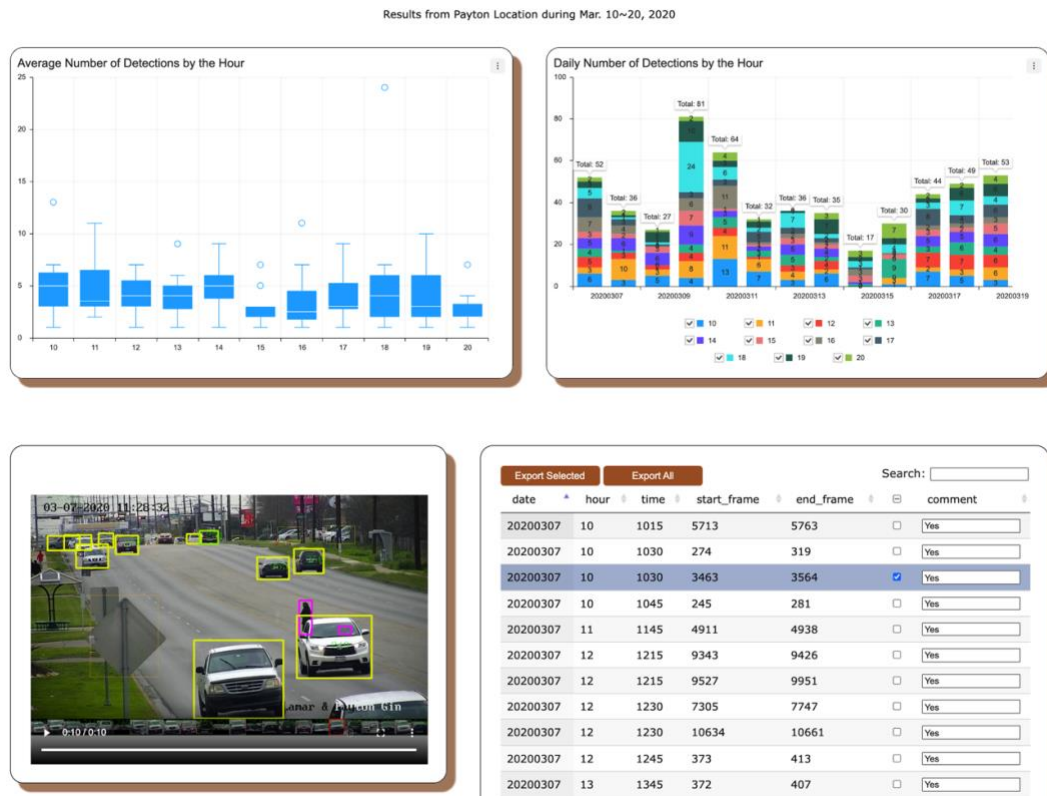 Results from Payton Location during Mar. 10~20, 2020
Average Number of Detections by the Hour
25
20
15
10
5
0
10 11 12 13 14 15 16 17 18 19 20
Daily Number of Detections by the Hour
100
80
60
40
20
0
Total: 52
Total: 36
Total: 27
Total: 81
Total: 64
Total: 32
Total: 36
Total: 35
Total: 17
Total: 30
Total: 44
Total: 49
Total: 53
20200307 20200309 20200311 20200313 20200315 20200317 20200319
10 11 12 13
14 15 16 17
18 19 20
03-07-2020 11:28:32
Lamar & Payton Gin
0:10 / 0:10
Export Selected Export All Search:
date hour time start_frame end_frame comment
20200307 10 1015 5713 5763 Yes
20200307 10 1030 274 319 Yes
20200307 10 1030 3463 3564 Yes
20200307 10 1045 245 281 Yes
20200307 11 1145 4911 4938 Yes
20200307 12 1215 9343 9426 Yes
20200307 12 1215 9527 9951 Yes
20200307 12 1230 7305 7747 Yes
20200307 12 1230 10634 10661 Yes
20200307 12 1245 373 413 Yes
20200307 13 1345 372 407 Yes